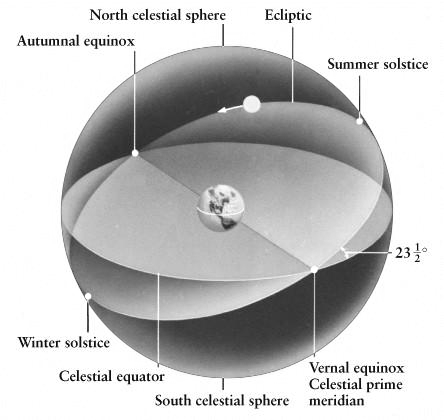 North celestial sphere
Ecliptic
Autumnal equinox
Summer solstice
23 ½°
Winter solstice
Celestial equator
Vernal equinox
Celestial prime
meridian
South celestial sphere